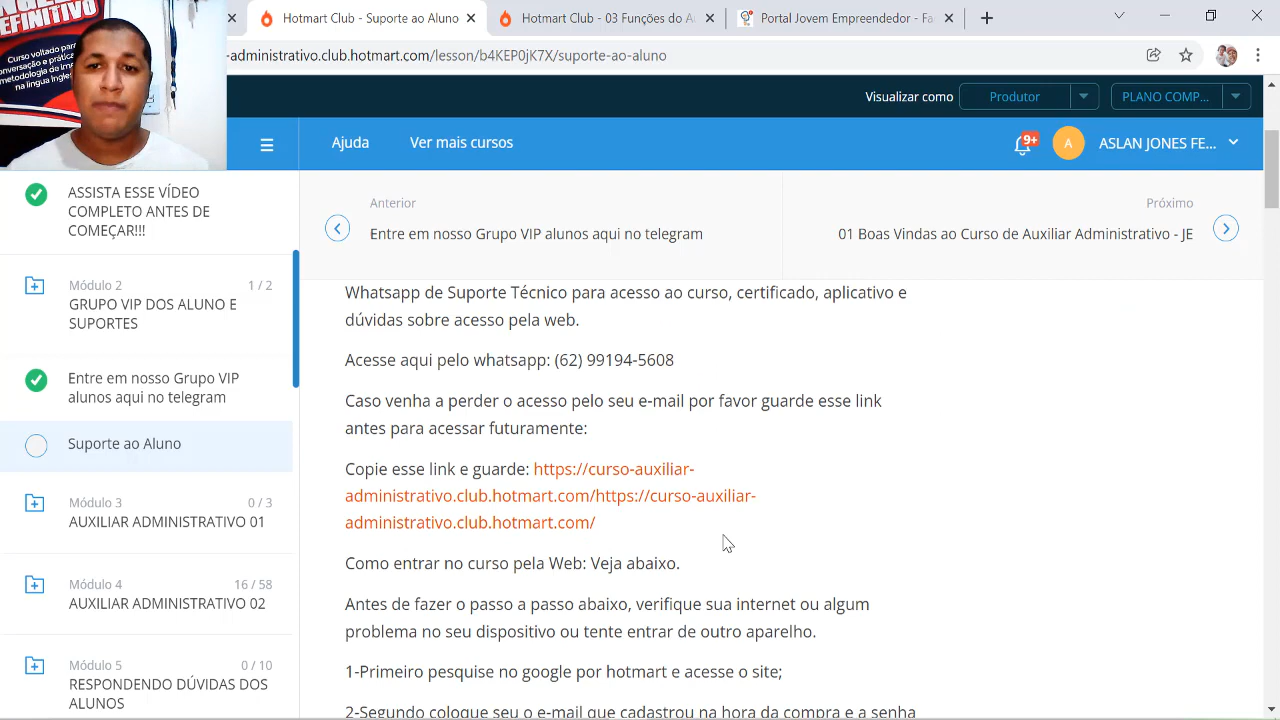 DEFINITIVO
Curso voltado para
conversação e prática
metodologia de
na língua
Hotmart Club - Suporte ao Aluno
Hotmart Club - 03 Funções do A
Portal Jovem Empreendedor - Fa
-administrativo.club.hotmart.com/lesson/b4KEP0jK7X/suporte-ao-aluno
Visualizar como
Produtor
PLANO COMP...
Ajuda
Ver mais cursos
9+
A
ASLAN JONES FE...
ASSISTA ESSE VÍDEO
COMPLETO ANTES DE
COMEÇAR!!!
Módulo 2
1 / 2
GRUPO VIP DOS ALUNO E
SUPORTES
Entre em nosso Grupo VIP
alunos aqui no telegram
Suporte ao Aluno
Módulo 3
0 / 3
AUXILIAR ADMINISTRATIVO 01
Módulo 4
16 / 58
AUXILIAR ADMINISTRATIVO 02
Módulo 5
0 / 10
RESPONDENDO DÚVIDAS DOS
ALUNOS
Anterior
Entre em nosso Grupo VIP alunos aqui no telegram
Próximo
01 Boas Vindas ao Curso de Auxiliar Administrativo - JE
Whatsapp de Suporte Técnico para acesso ao curso, certificado, aplicativo e
dúvidas sobre acesso pela web.
Acesse aqui pelo whatsapp: (62) 99194-5608
Caso venha a perder o acesso pelo seu e-mail por favor guarde esse link
antes para acessar futuramente:
Copie esse link e guarde: https://curso-auxiliar-
administrativo.club.hotmart.com/https://curso-auxiliar-
administrativo.club.hotmart.com/
Como entrar no curso pela Web: Veja abaixo.
Antes de fazer o passo a passo abaixo, verifique sua internet ou algum
problema no seu dispositivo ou tente entrar de outro aparelho.
1-Primeiro pesquise no google por hotmart e acesse o site;
2-Segundo coloque seu o e-mail que cadastrou na hora da compra e a senha